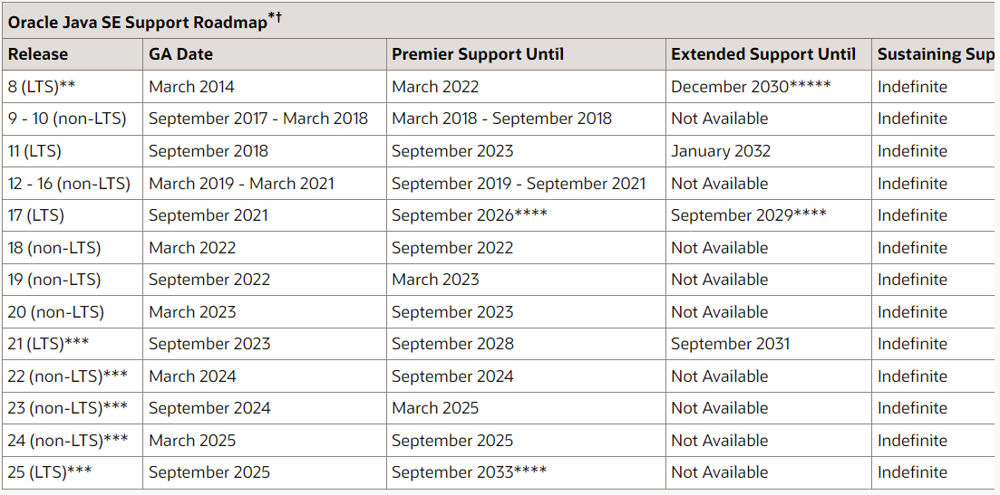 Oracle Java SE Support Roadmap*†
Release GA Date Premier Support Until Extended Support Until Sustaining Sup
8 (LTS)** March 2014 March 2022 December 2030***** Indefinite
9 - 10 (non-LTS) September 2017 - March 2018 March 2018 - September 2018 Not Available Indefinite
11 (LTS) September 2018 September 2023 January 2032 Indefinite
12 - 16 (non-LTS) March 2019 - March 2021 September 2019 - September 2021 Not Available Indefinite
17 (LTS) September 2021 September 2026**** September 2029**** Indefinite
18 (non-LTS) March 2022 September 2022 Not Available Indefinite
19 (non-LTS) September 2022 March 2023 Not Available Indefinite
20 (non-LTS) March 2023 September 2023 Not Available Indefinite
21 (LTS)*** September 2023 September 2028 September 2031 Indefinite
22 (non-LTS)*** March 2024 September 2024 Not Available Indefinite
23 (non-LTS)*** September 2024 March 2025 Not Available Indefinite
24 (non-LTS)*** March 2025 September 2025 Not Available Indefinite
25 (LTS)*** September 2025 September 2033**** Not Available Indefinite